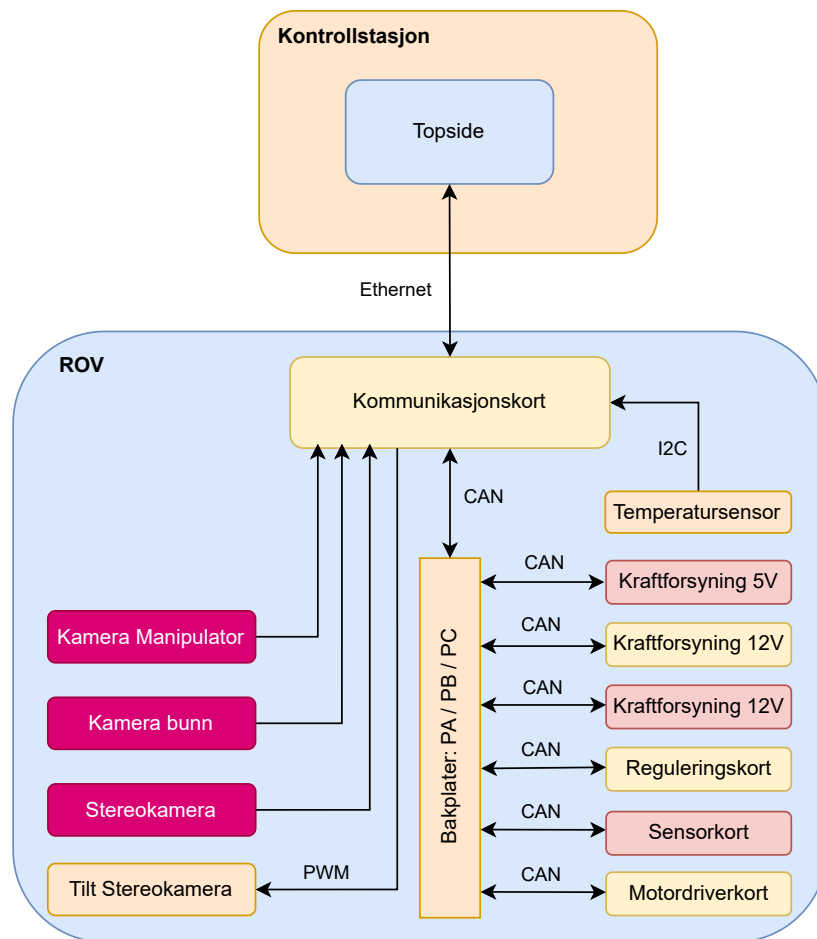 Kontrollstasjon
Topside
Ethernet
ROV
Kommunikasjonskort
I2C
CAN
Temperatursensor
Bakplater: PA / PB / PC
CAN
Kraftforsyning 5V
CAN
Kraftforsyning 12V
CAN
Kraftforsyning 12V
CAN
Reguleringskort
CAN
Sensorkort
CAN
Motordriverkort
Kamera Manipulator
Kamera bunn
Stereokamera
Tilt Stereokamera
PWM